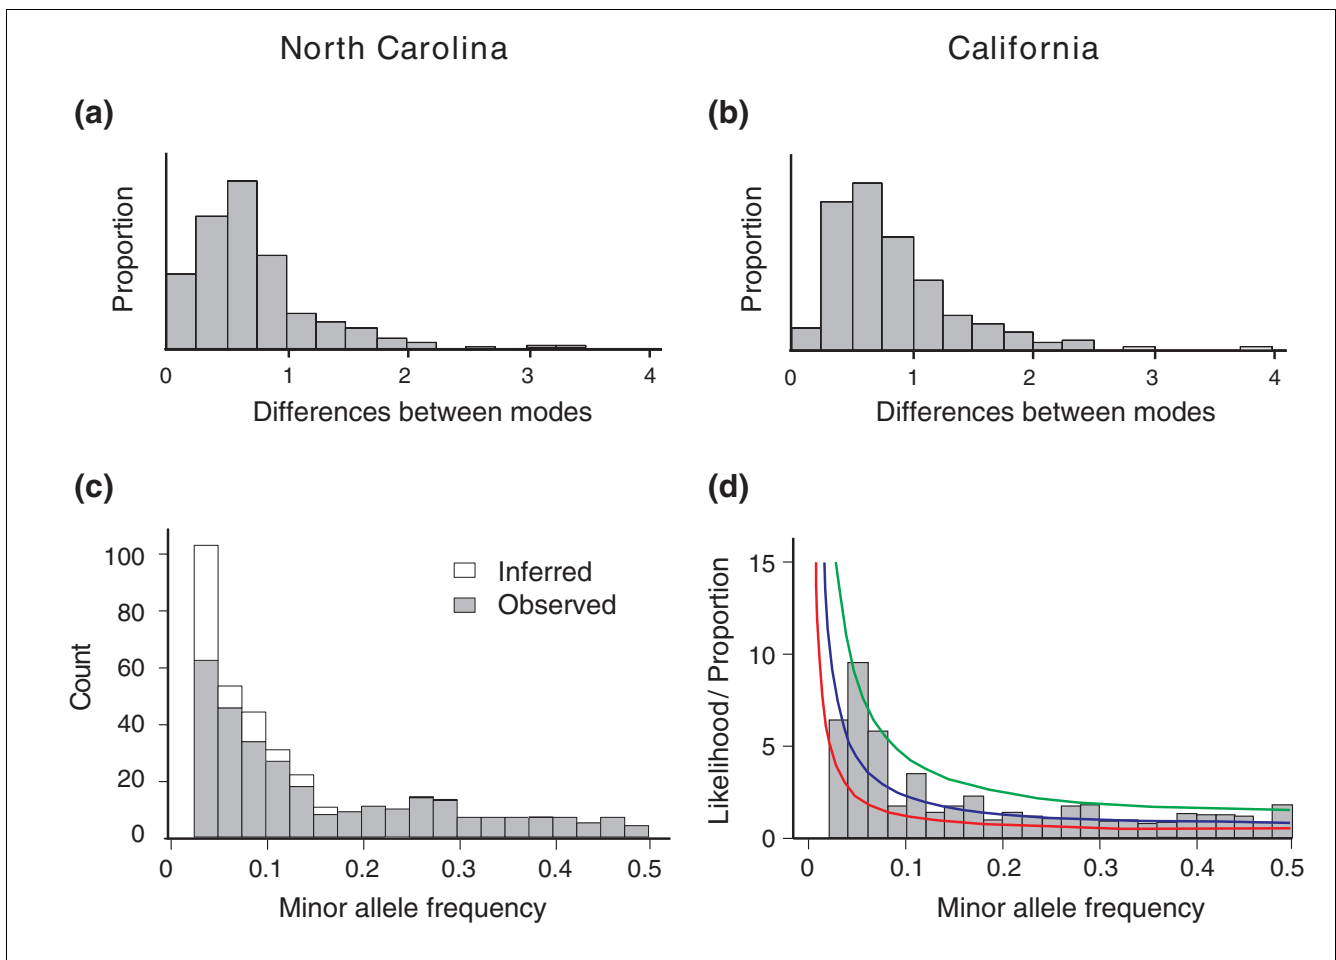 North Carolina
California
(a)
(b)
Proportion
Proportion
0 1 2 3 4
0 1 2 3 4
Differences between modes
Differences between modes
(c)
(d)
100
80
60
40
20
0
Count
Inferred
Observed
15
10
5
0
Likelihood/ Proportion
0 0.1 0.2 0.3 0.4 0.5
0 0.1 0.2 0.3 0.4 0.5
Minor allele frequency
Minor allele frequency